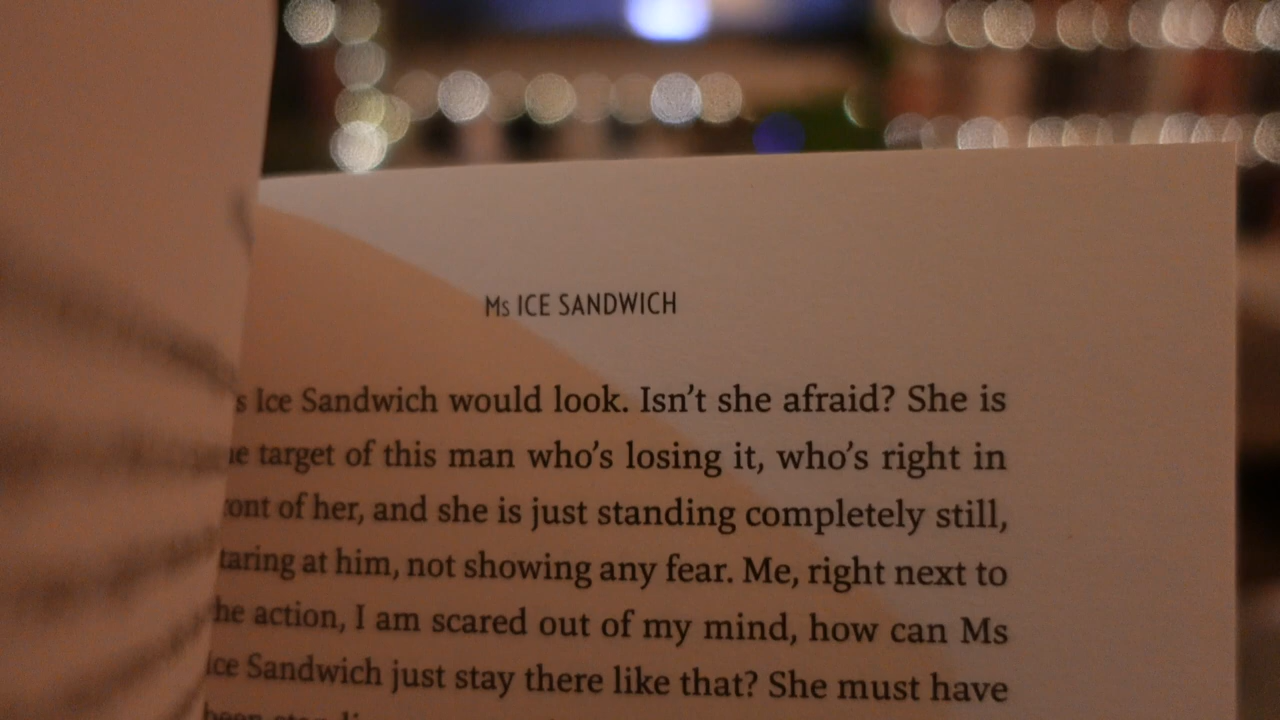 Ms ICE SANDWICH
s Ice Sandwich would look. Isn't she afraid? She is
e target of this man who's losing it, who's right in
ront of her, and she is just standing completely still,
taring at him, not showing any fear. Me, right next to
he action, I am scared out of my mind, how can Ms
Ice Sandwich just stay there like that? She must have